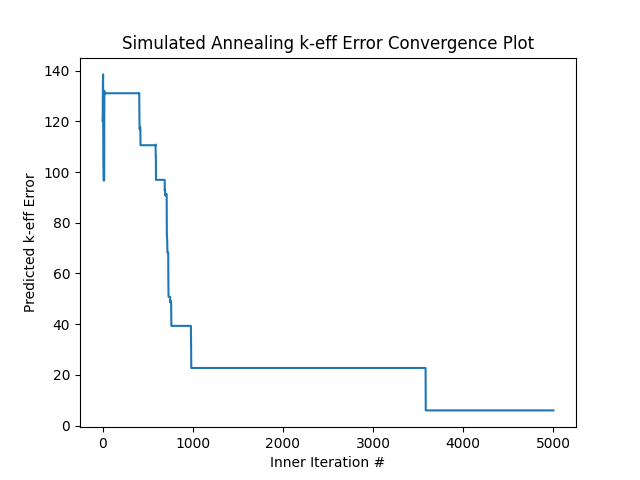 Simulated Annealing k-eff Error Convergence Plot
140
120
100
80
60
40
20
0
Predicted k-eff Error
0 1000 2000 3000 4000 5000
Inner Iteration #